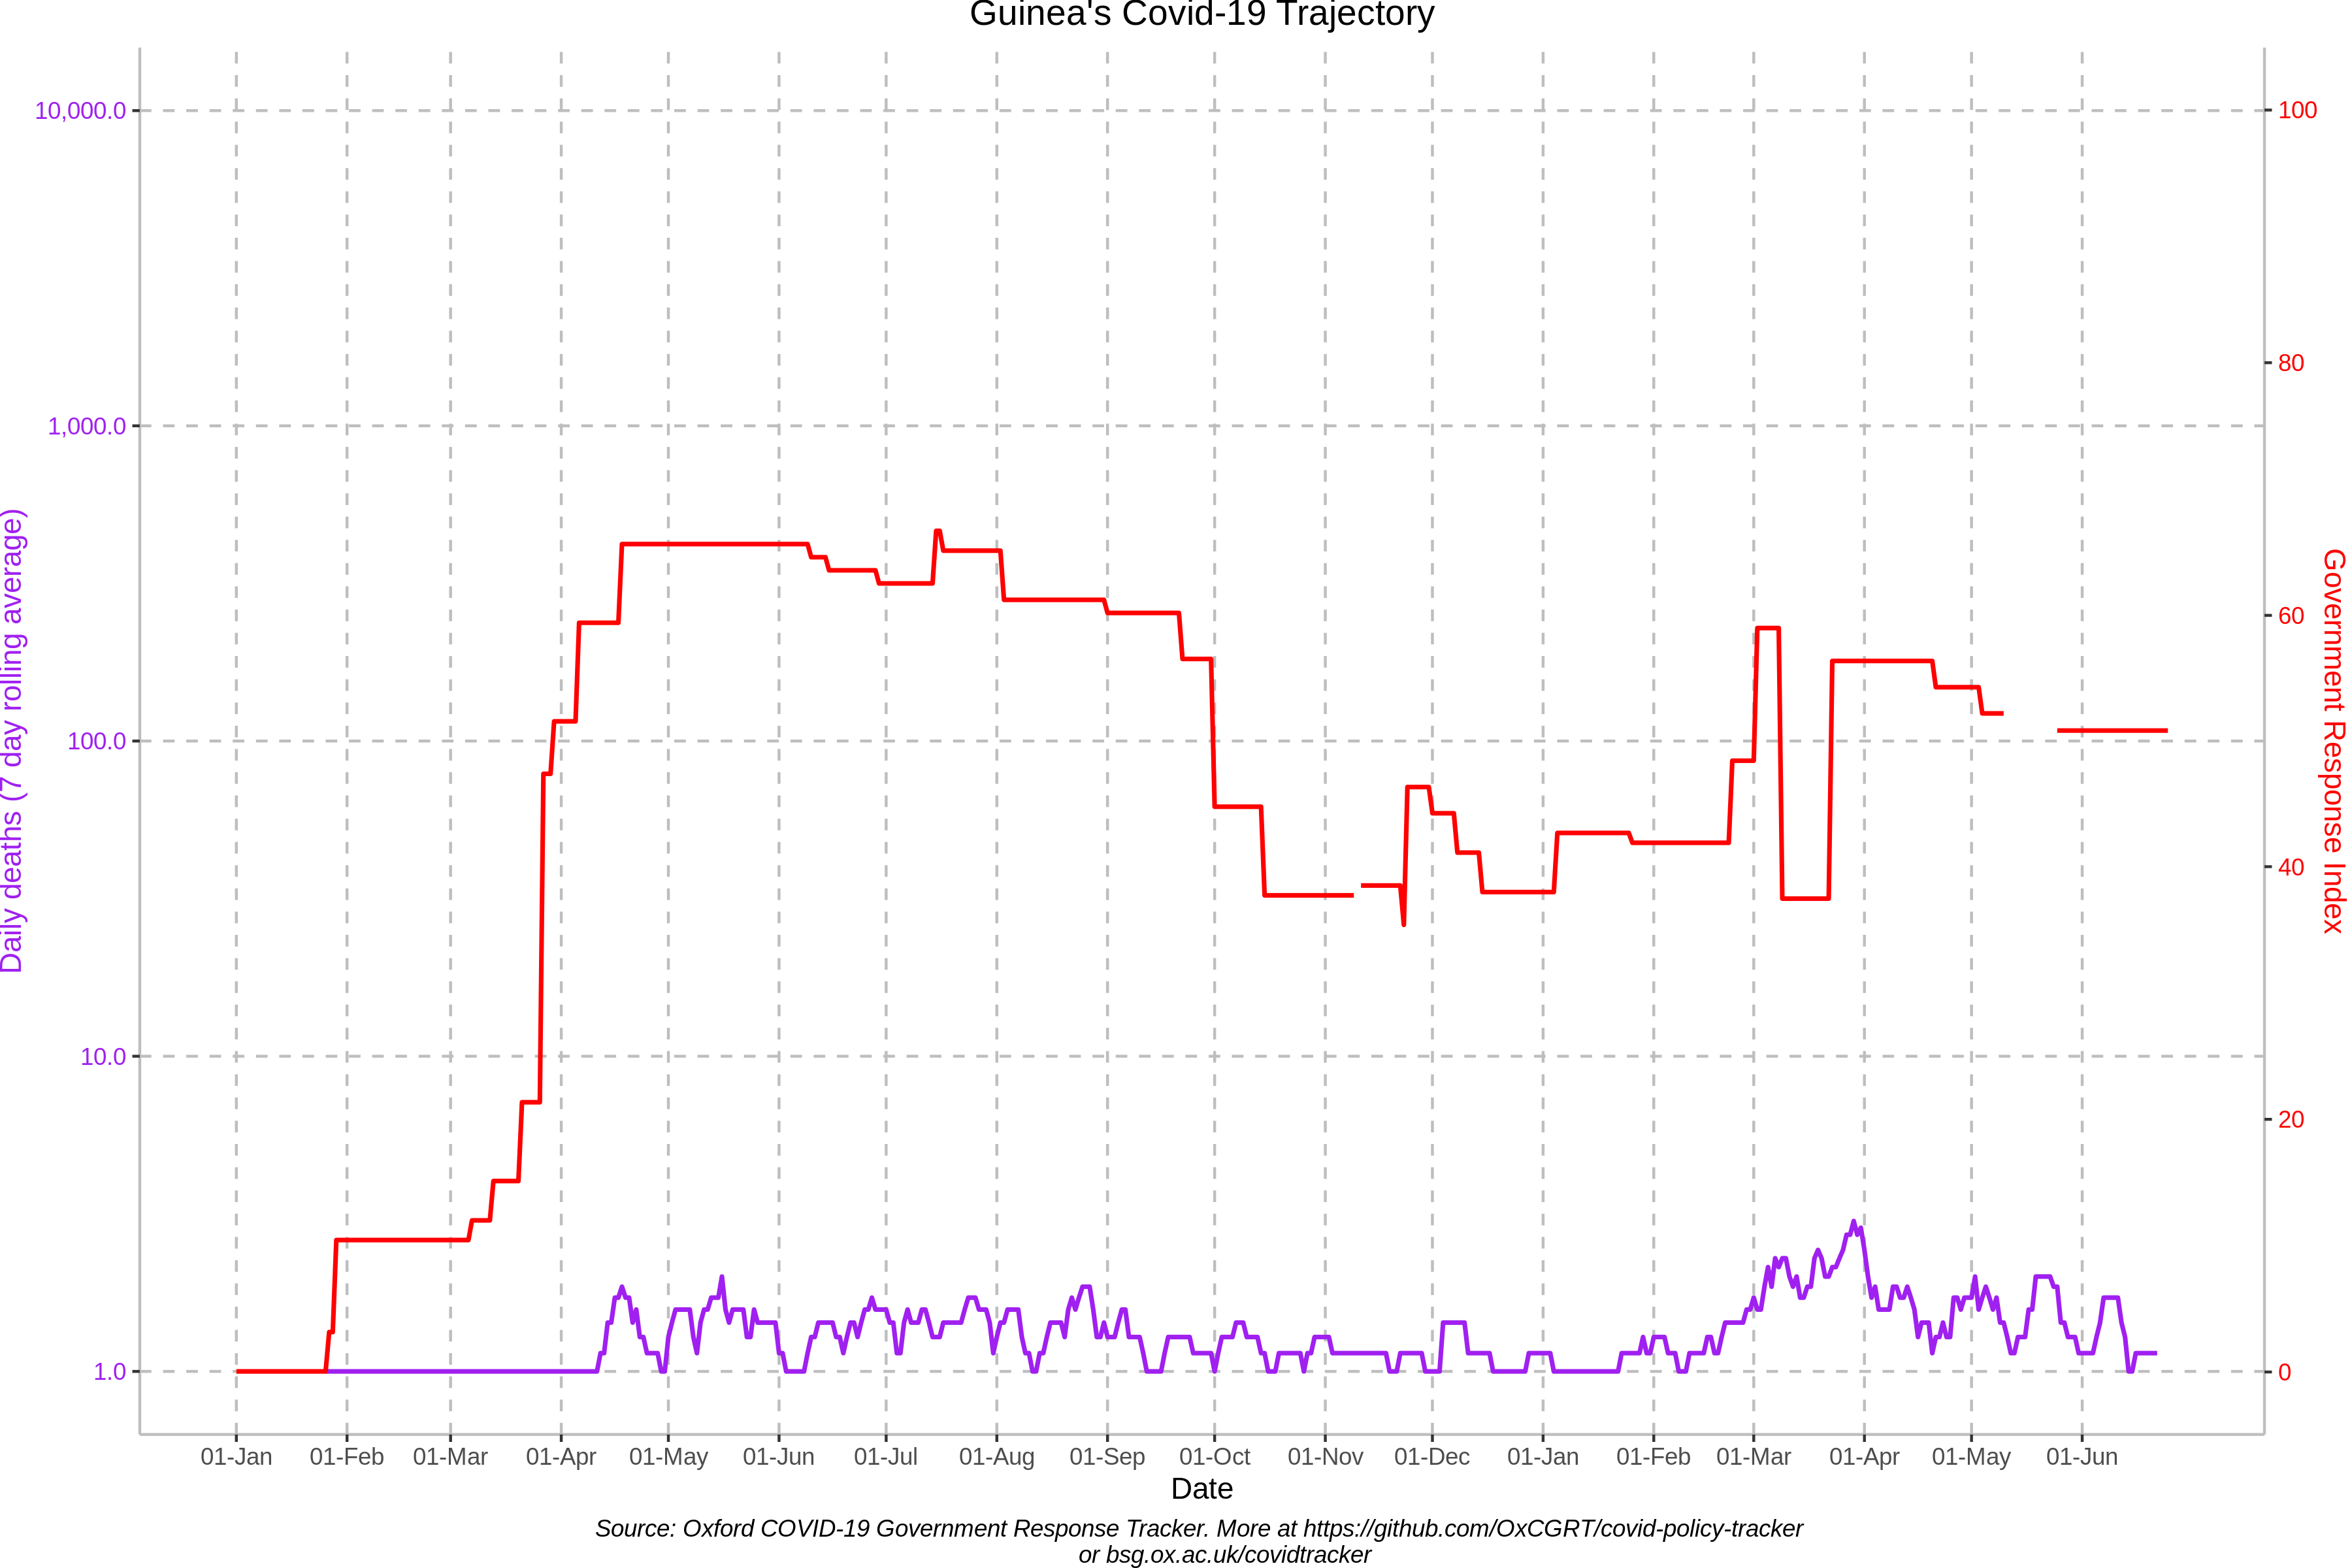 Guinea's Covid-19 Trajectory
10,000.0
1,000.0
100.0
10.0
1.0
Daily deaths (7 day rolling average)
100
80
60
40
20
0
Government Response Index
01-Jan 01-Feb 01-Mar 01-Apr 01-May 01-Jun 01-Jul 01-Aug 01-Sep 01-Oct 01-Nov 01-Dec 01-Jan 01-Feb 01-Mar 01-Apr 01-May 01-Jun
Date
Source: Oxford COVID-19 Government Response Tracker. More at https://github.com/OxCGRT/covid-policy-tracker
or bsg.ox.ac.uk/covidtracker